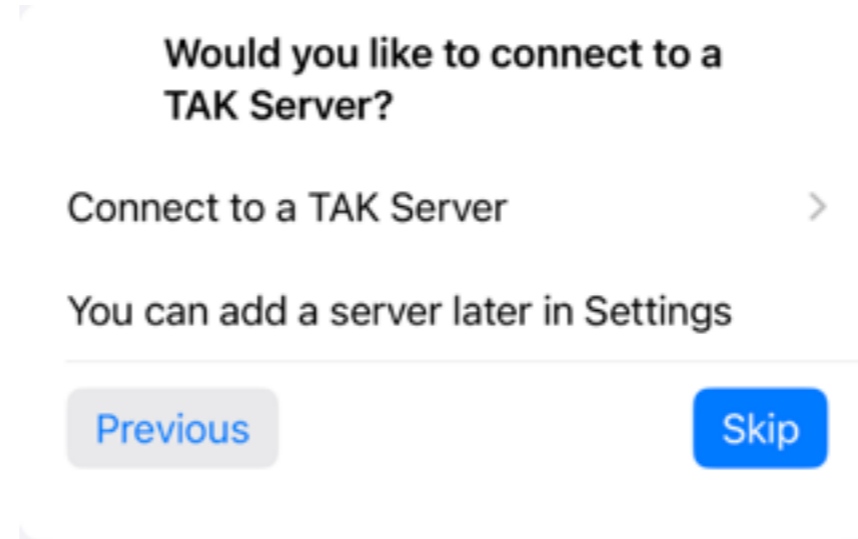 Would you like to connect to a
TAK Server?
Connect to a TAK Server
You can add a server later in Settings
Previous
Skip